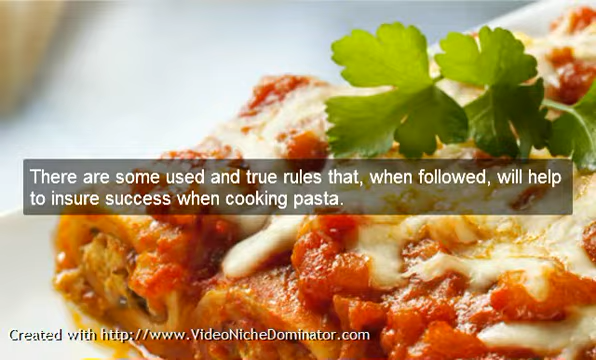 There are some used and true rules that, when followed, will help
to insure success when cooking pasta.
Created with http://www.VideoNicheDominator.com